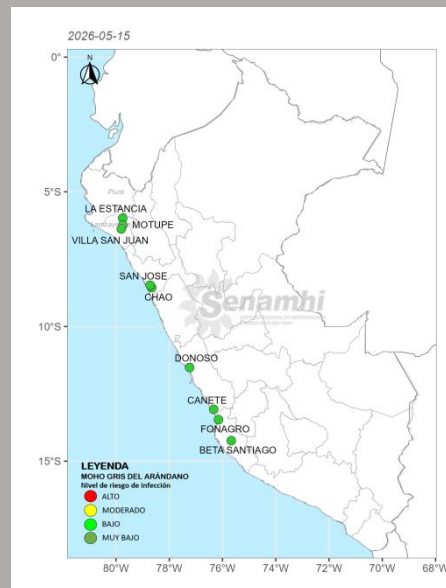 2026-05-15
N
0°
5°S
10°S
15°S
Piura
LA ESTANCIA
Lambayeque
MOTUPE
VILLA SAN JUAN
SAN JOSE
CHAO
Senamhi
DONOSO
CANETE
FONAGRO
BETA SANTIAGO
LEYENDA
MOHO GRIS DEL ARÁNDANO
Nivel de riesgo de infección
ALTO
MODERADO
BAJO
MUY BAJO
80°W 78°W 76°W 74°W 72°W 70°W 68°W